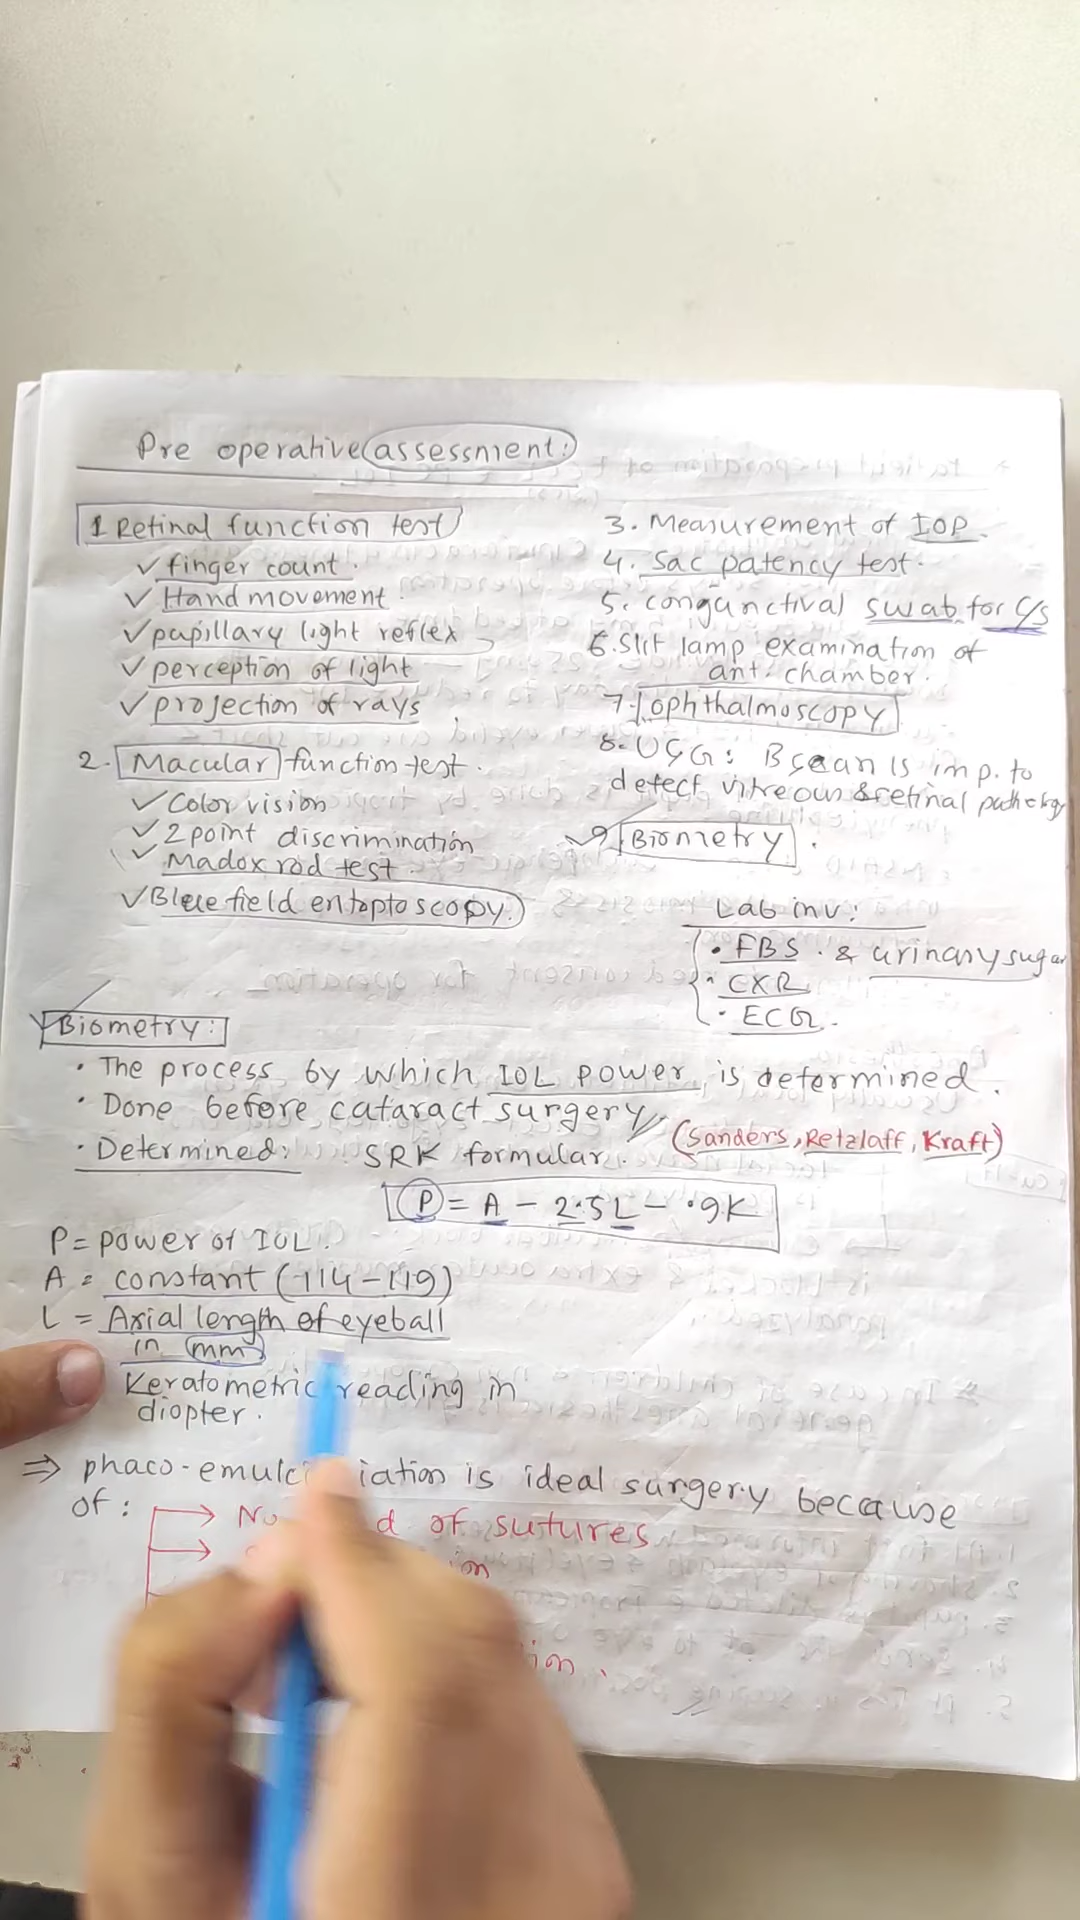 Pre operative assessment:
1 Retinal function test
✓ finger count.
✓ Hand movement.
✓ pupillary light reflex
✓ perception of light
✓ projection of rays
2. Macular function test.
✓ Color vision
✓ 2 point discrimination
✓ Madox rod test.
✓ Blue field entoptoscopy.
3. Measurement of IOP.
4. Sac patency test.
5. conjunctival swab for C/S
6. Slit lamp examination of
ant. chamber.
7. ophthalmoscopy
8. USG: B scan is imp. to
detect vitreous & retinal pathology
✓ 9 Biometry.
Lab inv:
• FBS. & urinary sugar
• CXR
• ECG.
Biometry:
• The process by which IOL power is determined.
• Done before cataract surgery
• Determined: SRK formular. (Sanders, Retzlaff, Kraft)
P = A - 2.5L - .9K
P = power of IOL.
A = constant (114-119)
L = Axial length of eyeball
in mm
Keratometric reading in
diopter.
⇒ phaco-emulc iation is ideal surgery because
of:
→ No d of sutures
→